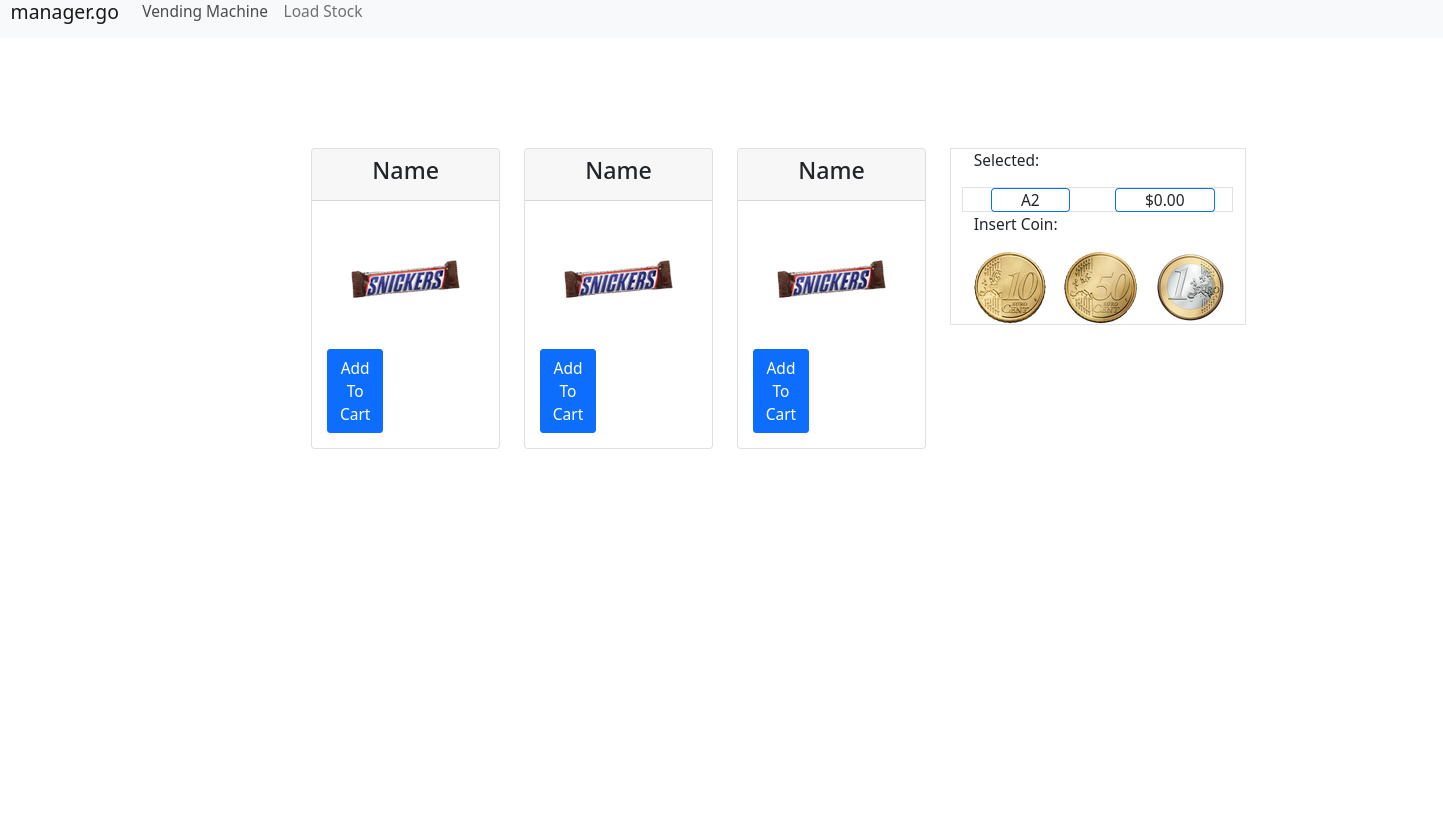 manager.go Vending Machine Load Stock
Name Name Name
SNICKERS SNICKERS SNICKERS
Add To Cart
Add To Cart
Add To Cart
Selected:
A2 $0.00
Insert Coin:
10 EURO CENT
50 EURO CENT
1